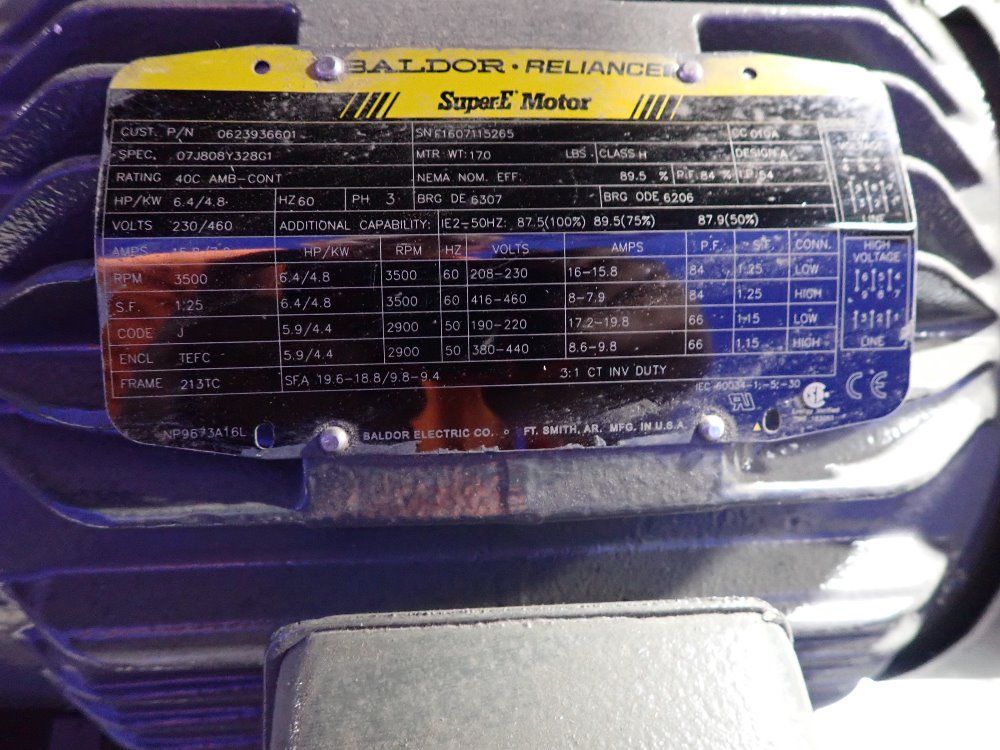 BALDOR • RELIANCER
Super-E Motor
CUST. P/N 0623936601 SN F1607115265 CC 010A
SPEC. 07J808Y328G1 MTR WT:170 LBS. CLASS H DESIGN A
RATING 40C AMB-CONT NEMA NOM. EFF. 89.5 % P.F. 84 % I.P. 54
HP/KW 6.4/4.8 HZ 60 PH 3 BRG DE 6307 BRG ODE 6206
VOLTS 230/460 ADDITIONAL CAPABILITY: IE2-50HZ: 87.5(100%) 89.5(75%) 87.9(50%) LINE
AMPS HP/KW RPM HZ VOLTS AMPS P.F. S.F. CONN. HIGH VOLTAGE
RPM 3500 6.4/4.8 3500 60 208-230 16-15.8 84 1.25 LOW
S.F. 1.25 6.4/4.8 3500 60 416-460 8-7.9 84 1.25 HIGH
CODE J 5.9/4.4 2900 50 190-220 17.2-19.8 66 1.15 LOW
ENCL TEFC 5.9/4.4 2900 50 380-440 8.6-9.8 66 1.15 HIGH LINE
FRAME 213TC SFA 19.6-18.8/9.8-9.4 3:1 CT INV DUTY
IEC 60034-1;-5;-30
NP9673A16L BALDOR ELECTRIC CO. FT. SMITH, AR. MFG. IN U.S.A. CE